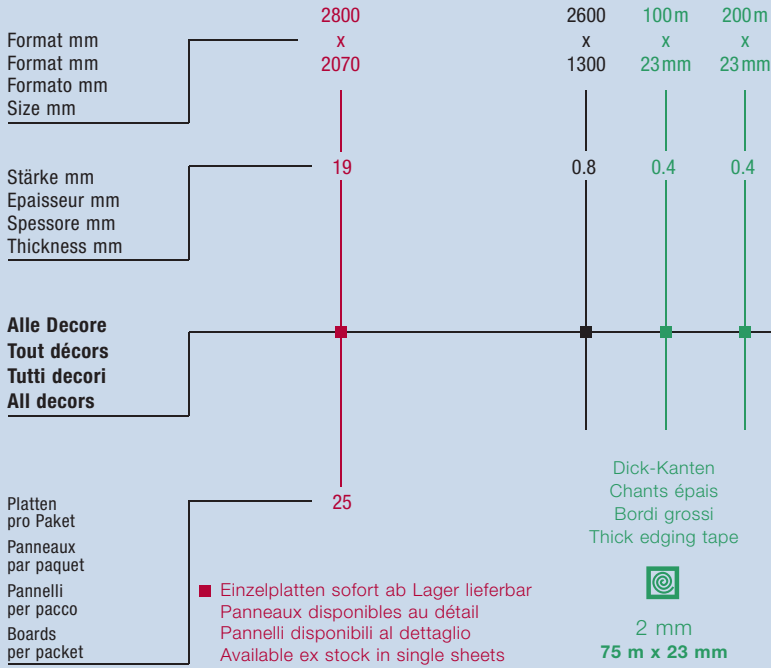 2800
x
2070
2600
x
1300
100 m
x
23 mm
200 m
x
23 mm
Format mm
Format mm
Formato mm
Size mm
Stärke mm
Epaisseur mm
Spessore mm
Thickness mm
19
0.8
0.4
0.4
Alle Decore
Tout décors
Tutti decori
All decors
Platten
pro Paket
Panneaux
par paquet
Pannelli
per pacco
Boards
per packet
25
Einzelplatten sofort ab Lager lieferbar
Panneaux disponibles au détail
Pannelli disponibili al dettaglio
Available ex stock in single sheets
Dick-Kanten
Chants épais
Bordi grossi
Thick edging tape
2 mm
75 m x 23 mm